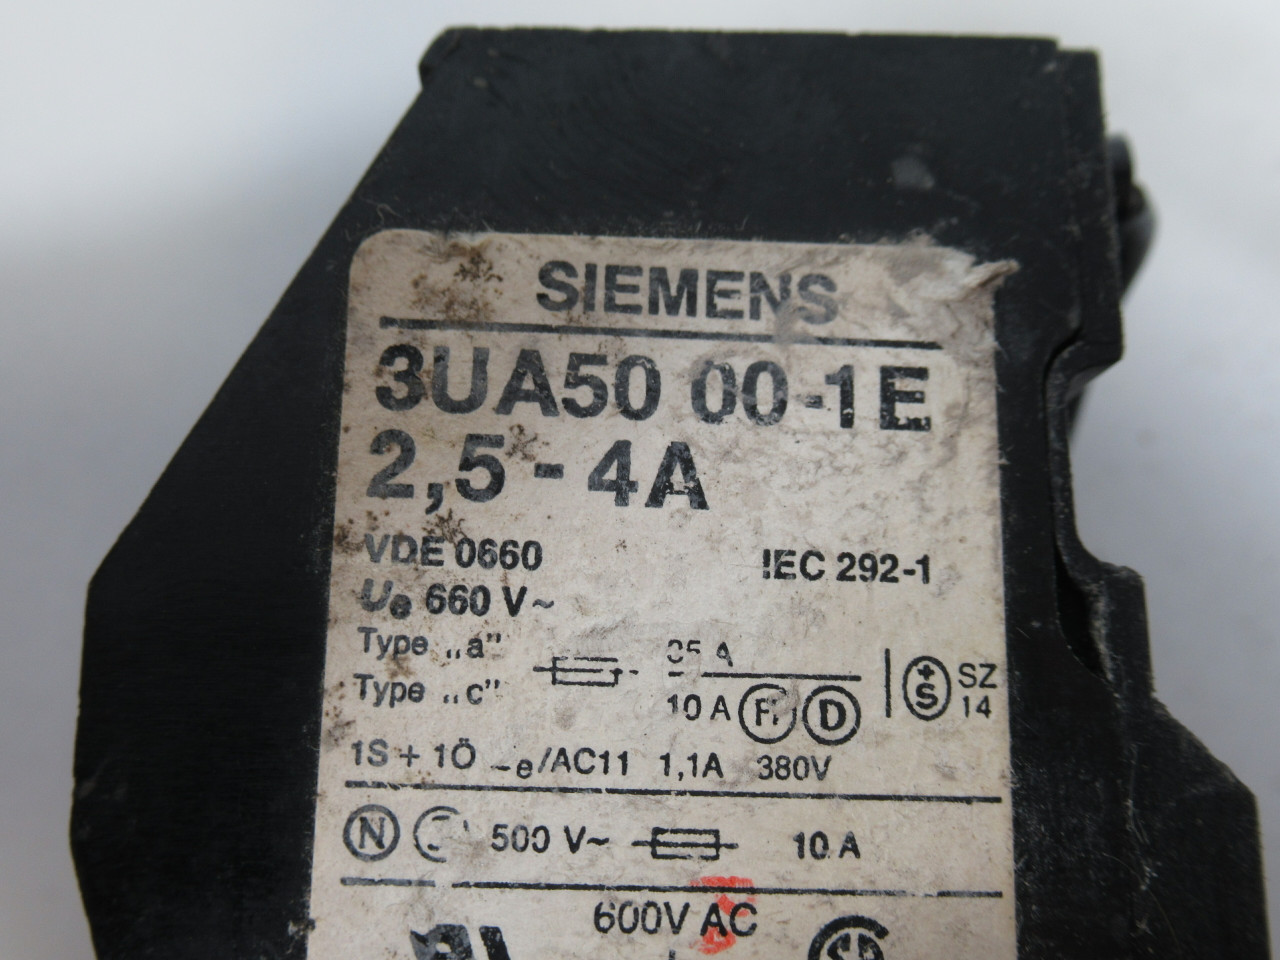 SIEMENS
3UA50 00-1E
2,5-4A
VDE 0660 IEC 292-1
Ue 660 V~
Type „a”
Type „c”
10 A D
+S SZ 14
1S + 1Ö /AC11 1,1A 380V
N 500 V~ 10 A
600V AC